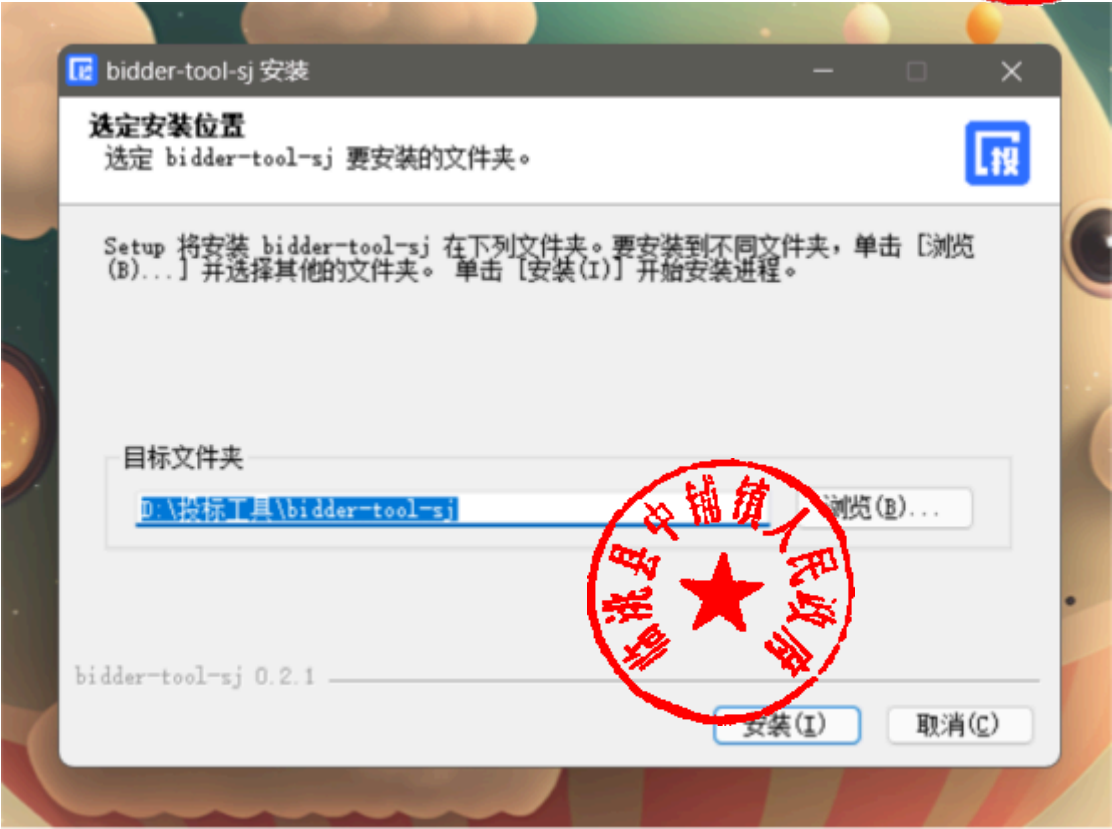 bidder-tool-sj 安装
选定安装位置
选定 bidder-tool-sj 要安装的文件夹。
投
Setup 将安装 bidder-tool-sj 在下列文件夹。要安装到不同文件夹，单击 [浏览
(B)...] 并选择其他的文件夹。 单击 [安装(I)] 开始安装进程。
目标文件夹
D:\投标工具\bidder-tool-sj
浏览(B)...
临洮县中铺镇人民政府
bidder-tool-sj 0.2.1
安装(I)
取消(C)